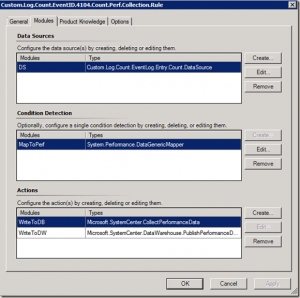 Custom.Log.Count.EventID.4104.Count.Perf.Collection.Rule
General Modules Product Knowledge Options
Data Sources
Configure the data source(s) by creating, deleting or editing them.
Modules Type Create...
DS Custom.Log.Count.EventLog.Entry.Count.DataSource
Edit...
Remove
Condition Detection
Optionally, configure a single condition detection by creating, deleting, or editing them.
Modules Types Create...
MapToPerf System.Performance.DataGenericMapper
Edit...
Remove
Actions
Configure the action(s) by creating, deleting or editing them.
Modules Types Create...
WriteToDB Microsoft.SystemCenter.CollectPerformanceData
Edit...
WriteToDW Microsoft.SystemCenter.DataWarehouse.PublishPerformanceD...
Remove
OK Cancel Apply